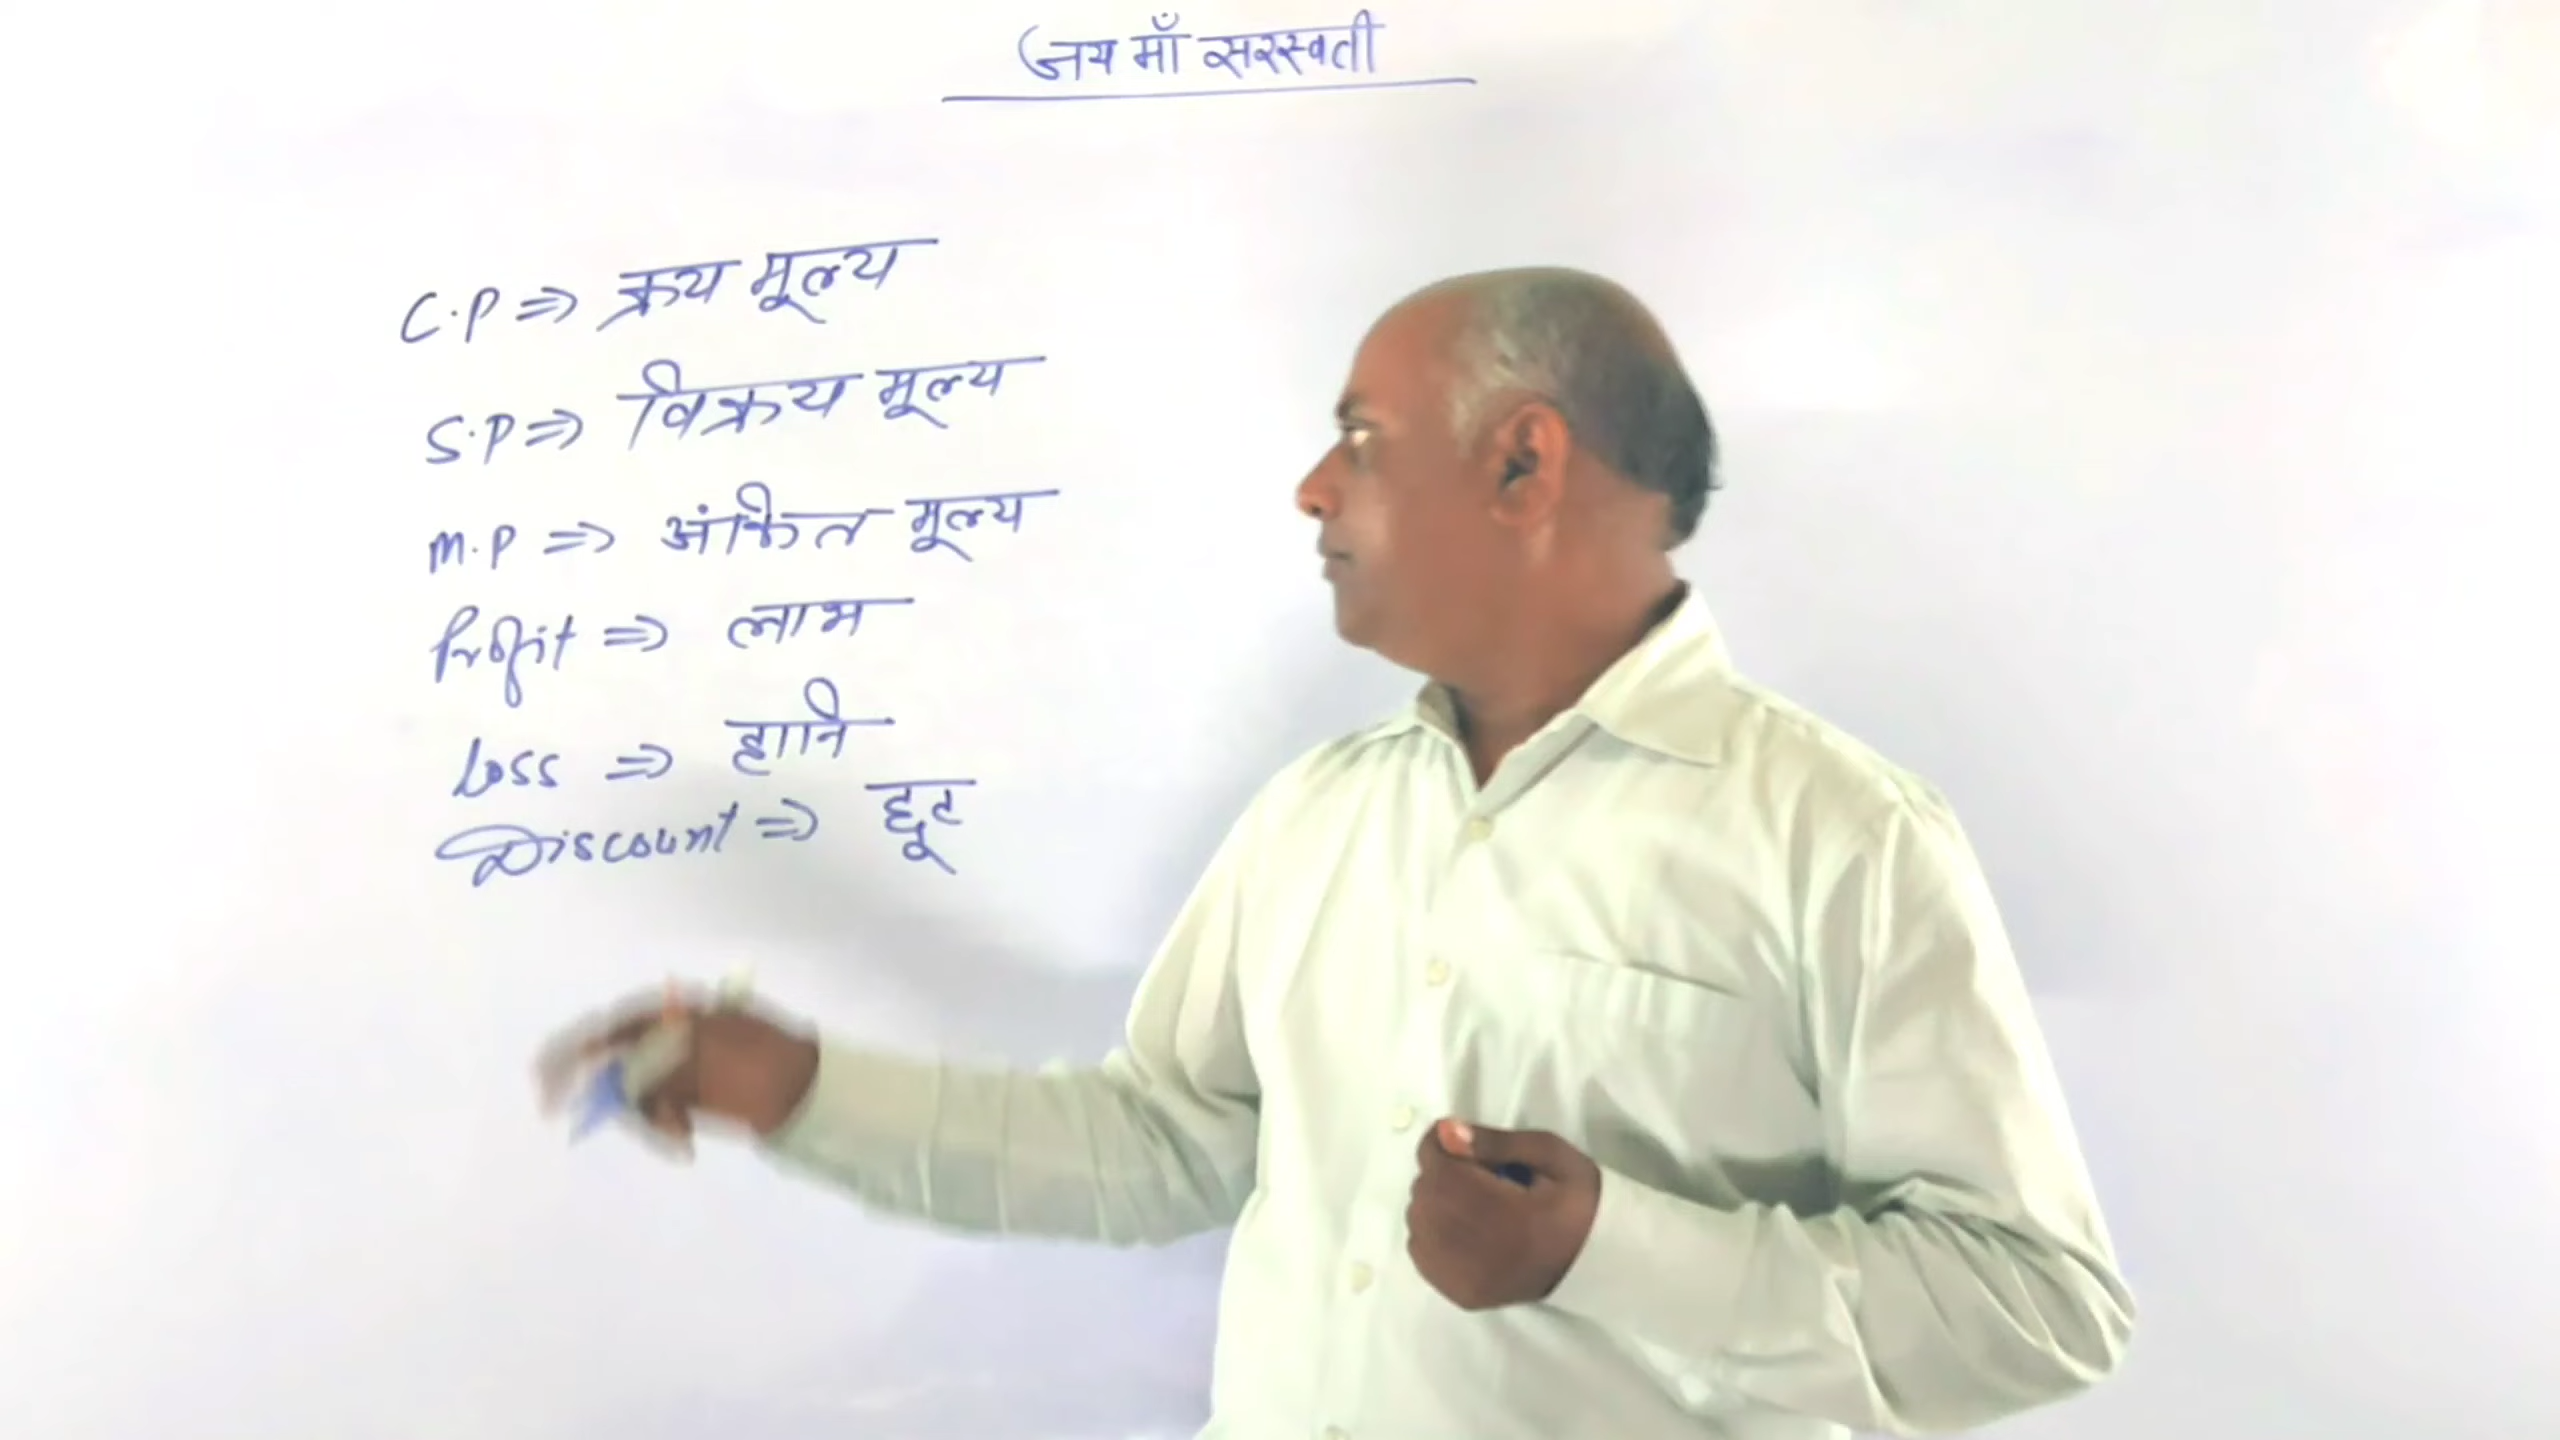 जय माँ सरस्वती
C.P ⇒ क्रय मूल्य
S.P ⇒ विक्रय मूल्य
M.P ⇒ अंकित मूल्य
Profit ⇒ लाभ
Loss ⇒ हानि
Discount ⇒ छूट